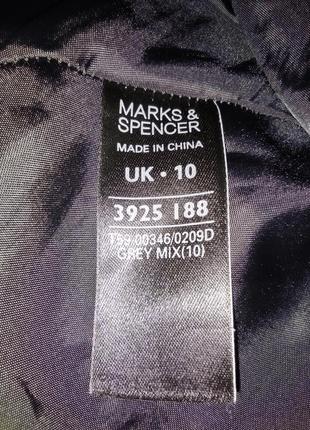 MARKS &
SPENCER
MADE IN CHINA
UK • 10
3925 188
T59 00346/0209D
GREY MIX(10)